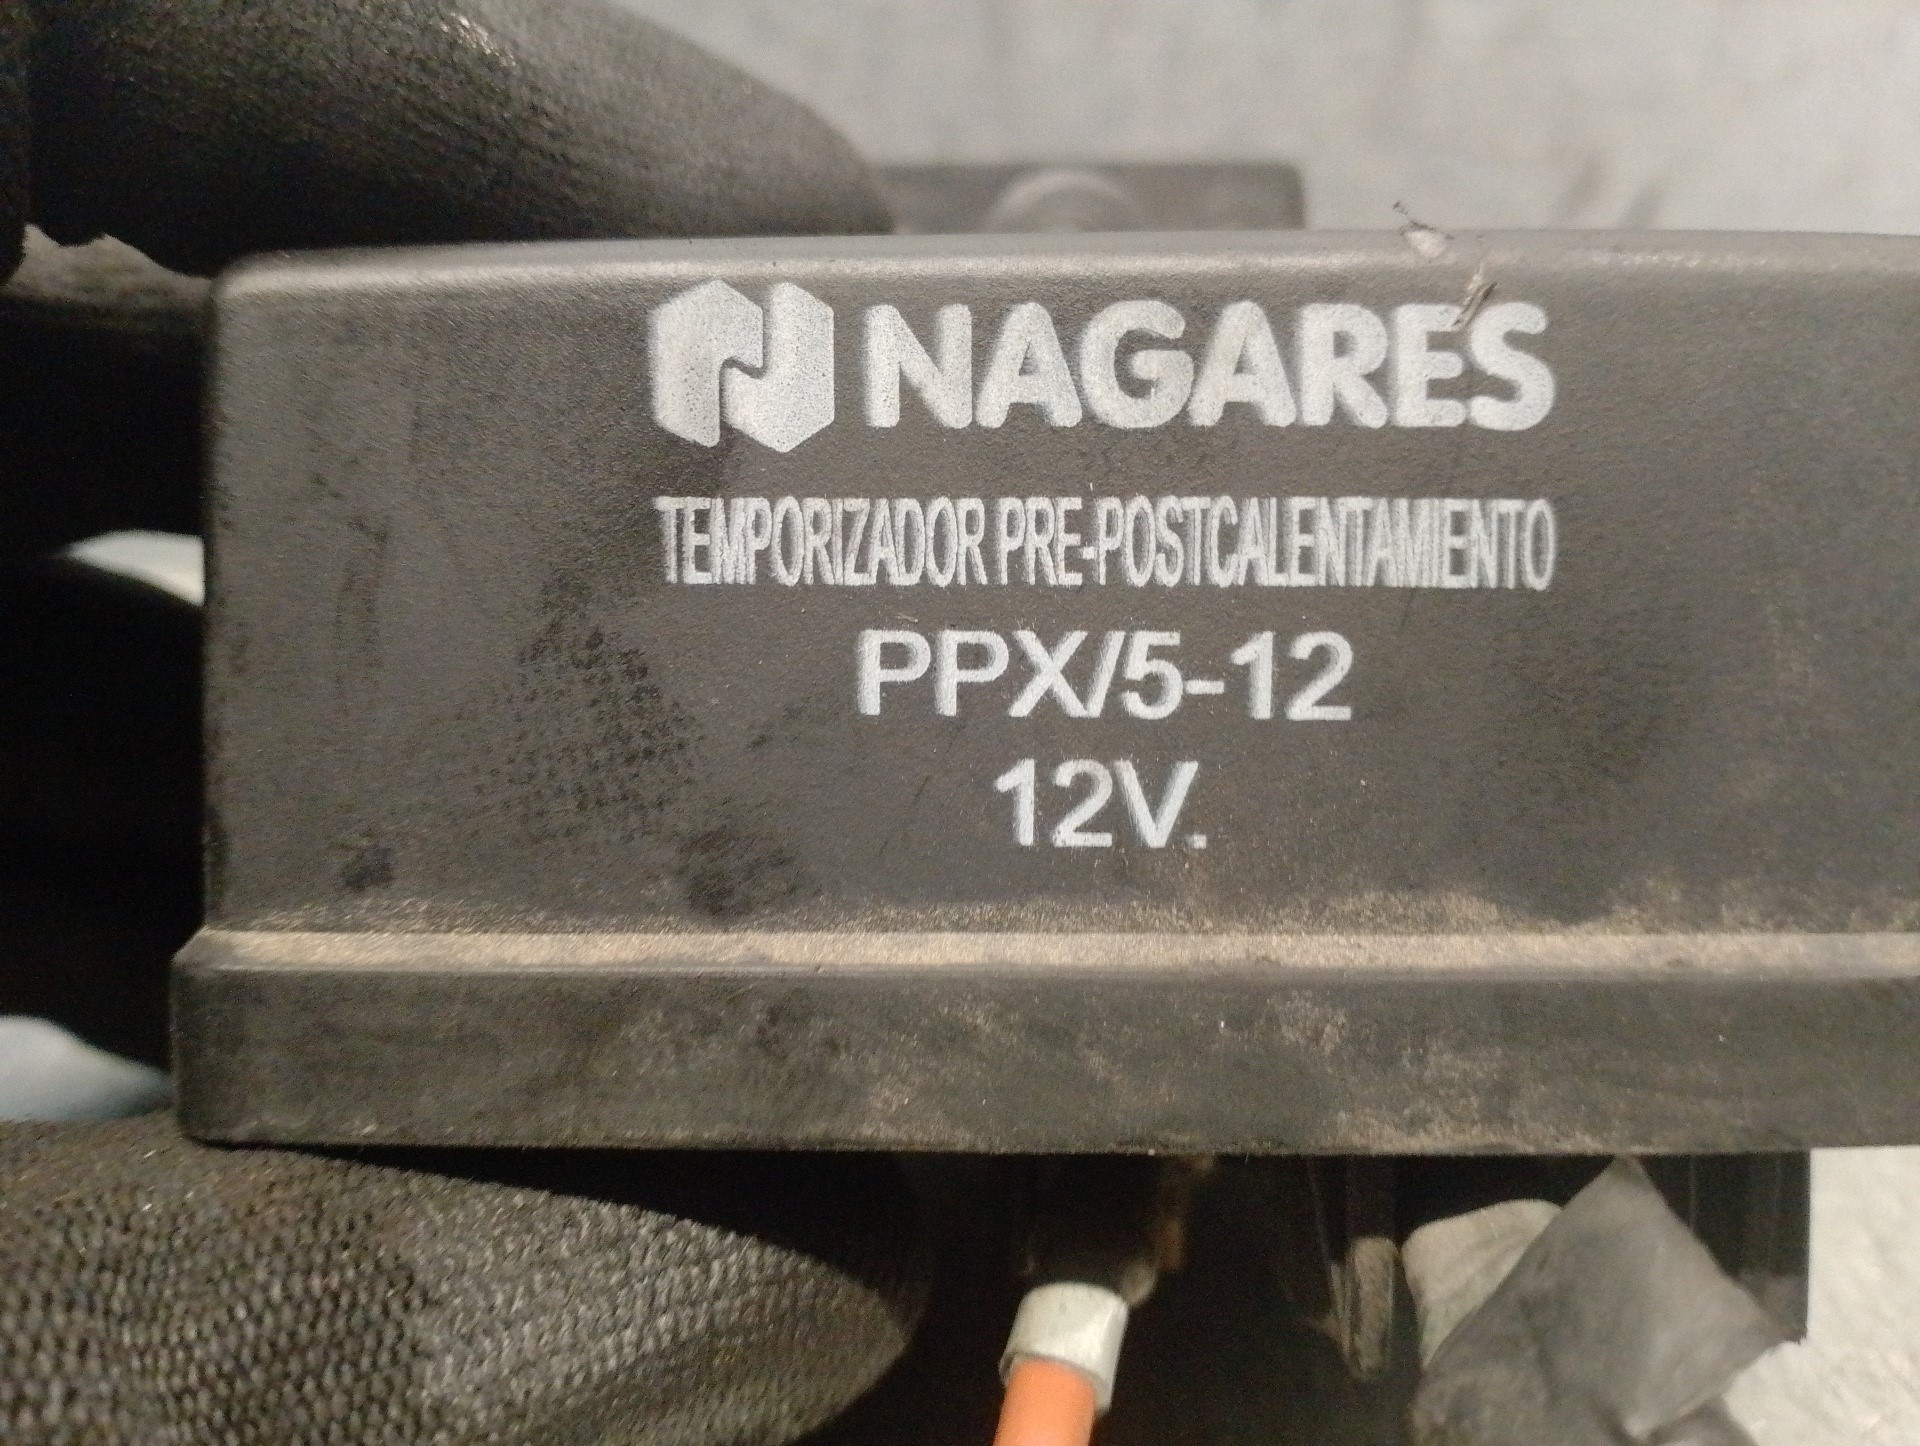 NAGARES
TEMPORIZADOR PRE-POSTCALENTAMIENTO
PPX/5-12
12V.